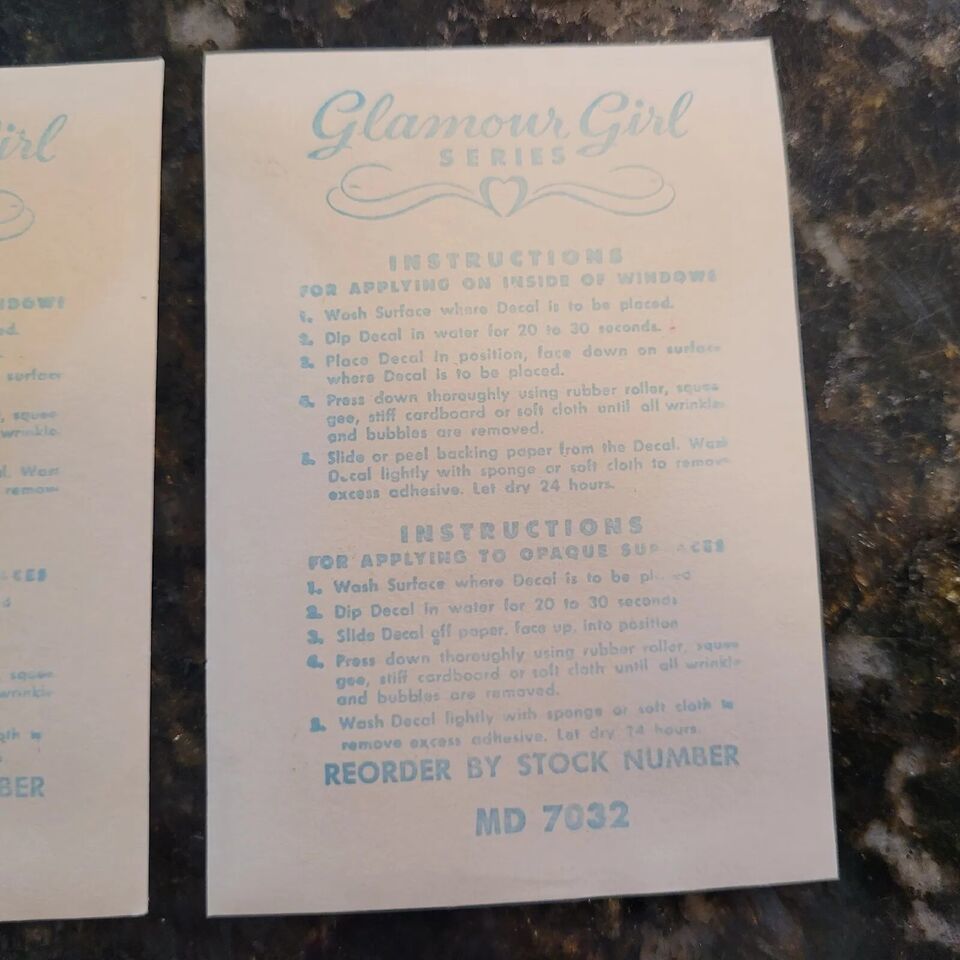 Glamour Girl
SERIES
INSTRUCTIONS
FOR APPLYING ON INSIDE OF WINDOWS
1. Wash Surface where Decal is to be placed.
2. Dip Decal in water for 20 to 30 seconds.
3. Place Decal in position, face down on surface
where Decal is to be placed.
4. Press down thoroughly using rubber roller, squee
gee, stiff cardboard or soft cloth until all wrinkles
and bubbles are removed.
5. Slide or peel backing paper from the Decal. Wash
Decal lightly with sponge or soft cloth to remove
excess adhesive. Let dry 24 hours.
INSTRUCTIONS
FOR APPLYING TO OPAQUE SURFACES
1. Wash Surface where Decal is to be placed
2. Dip Decal in water for 20 to 30 seconds
3. Slide Decal off paper, face up, into position
4. Press down thoroughly using rubber roller, squee
gee, stiff cardboard or soft cloth until all wrinkle
and bubbles are removed.
5. Wash Decal lightly with sponge or soft cloth to
remove excess adhesive. Let dry 24 hours.
REORDER BY STOCK NUMBER
MD 7032